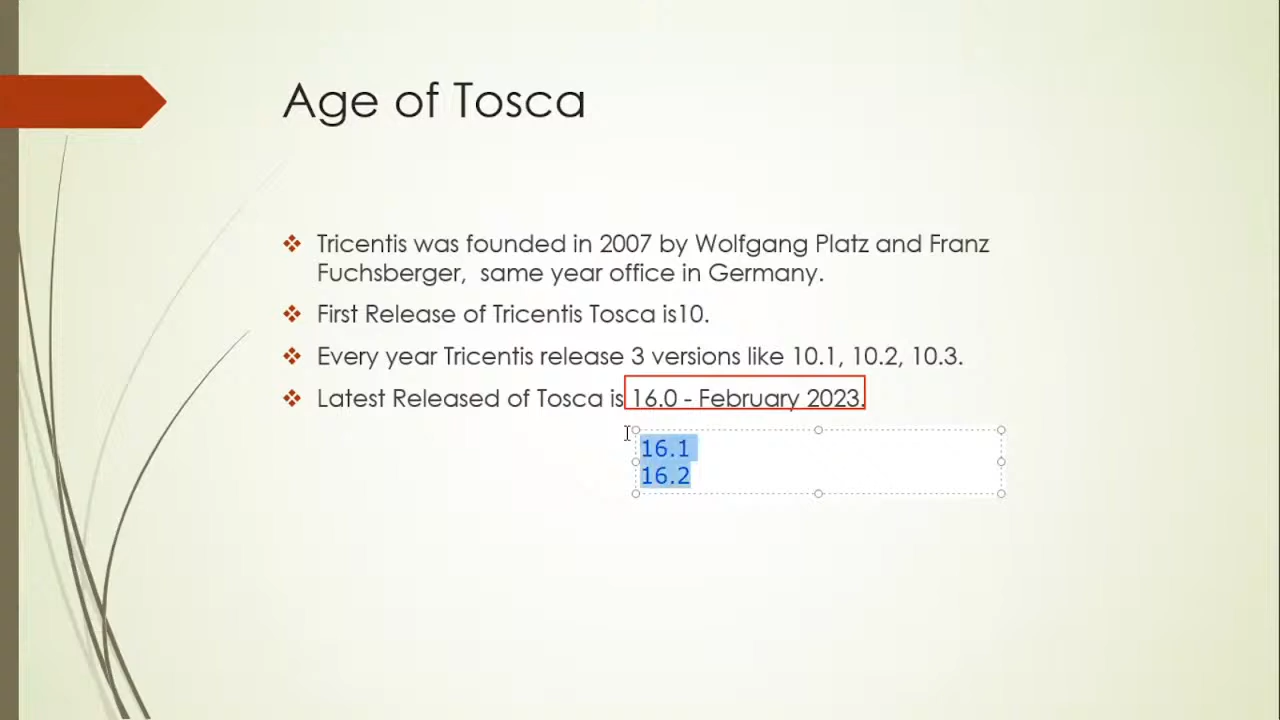 Age of Tosca
Tricentis was founded in 2007 by Wolfgang Platz and Franz
Fuchsberger,  same year office in Germany.
First Release of Tricentis Tosca is10.
Every year Tricentis release 3 versions like 10.1, 10.2, 10.3.
Latest Released of Tosca is 16.0 - February 2023.
16.1
16.2